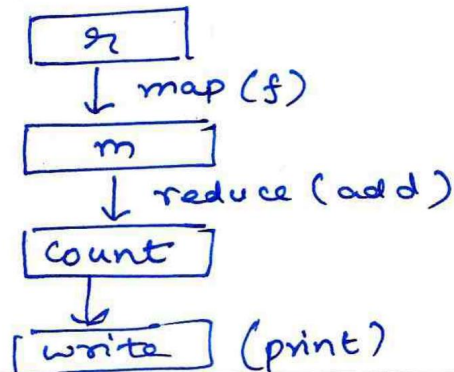 r
map (f)
m
reduce (add)
count
write (print)